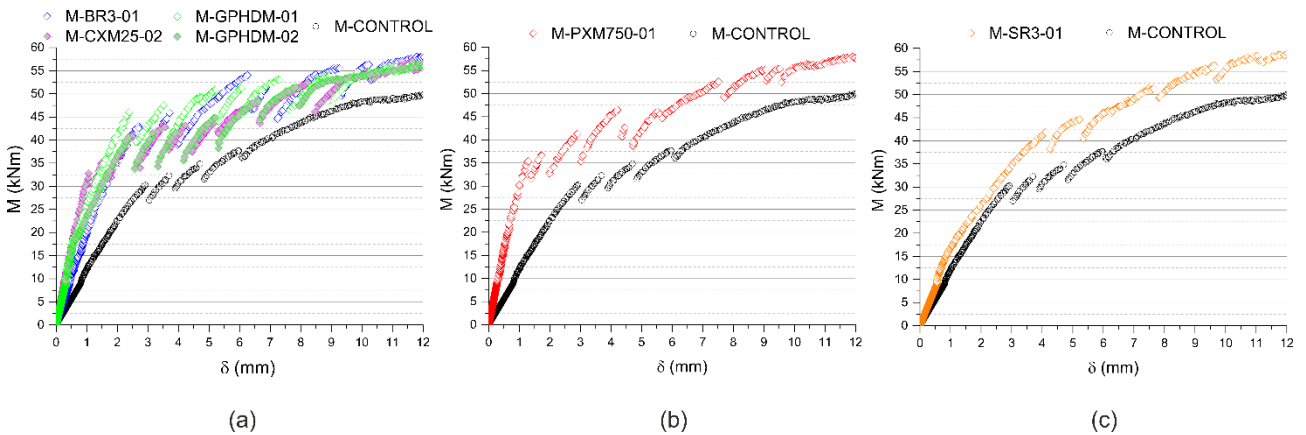 M-BR3-01 M-GPHDM-01 M-CONTROL
M-CXM25-02 M-GPHDM-02
60
55
50
45
40
35
30
25
20
15
10
5
0
M (kNm)
0 1 2 3 4 5 6 7 8 9 10 11 12
δ (mm)
(a)
M-PXM750-01 M-CONTROL
60
55
50
45
40
35
30
25
20
15
10
5
0
M (kNm)
0 1 2 3 4 5 6 7 8 9 10 11 12
δ (mm)
(b)
M-SR3-01 M-CONTROL
60
55
50
45
40
35
30
25
20
15
10
5
0
M (kNm)
0 1 2 3 4 5 6 7 8 9 10 11 12
δ (mm)
(c)